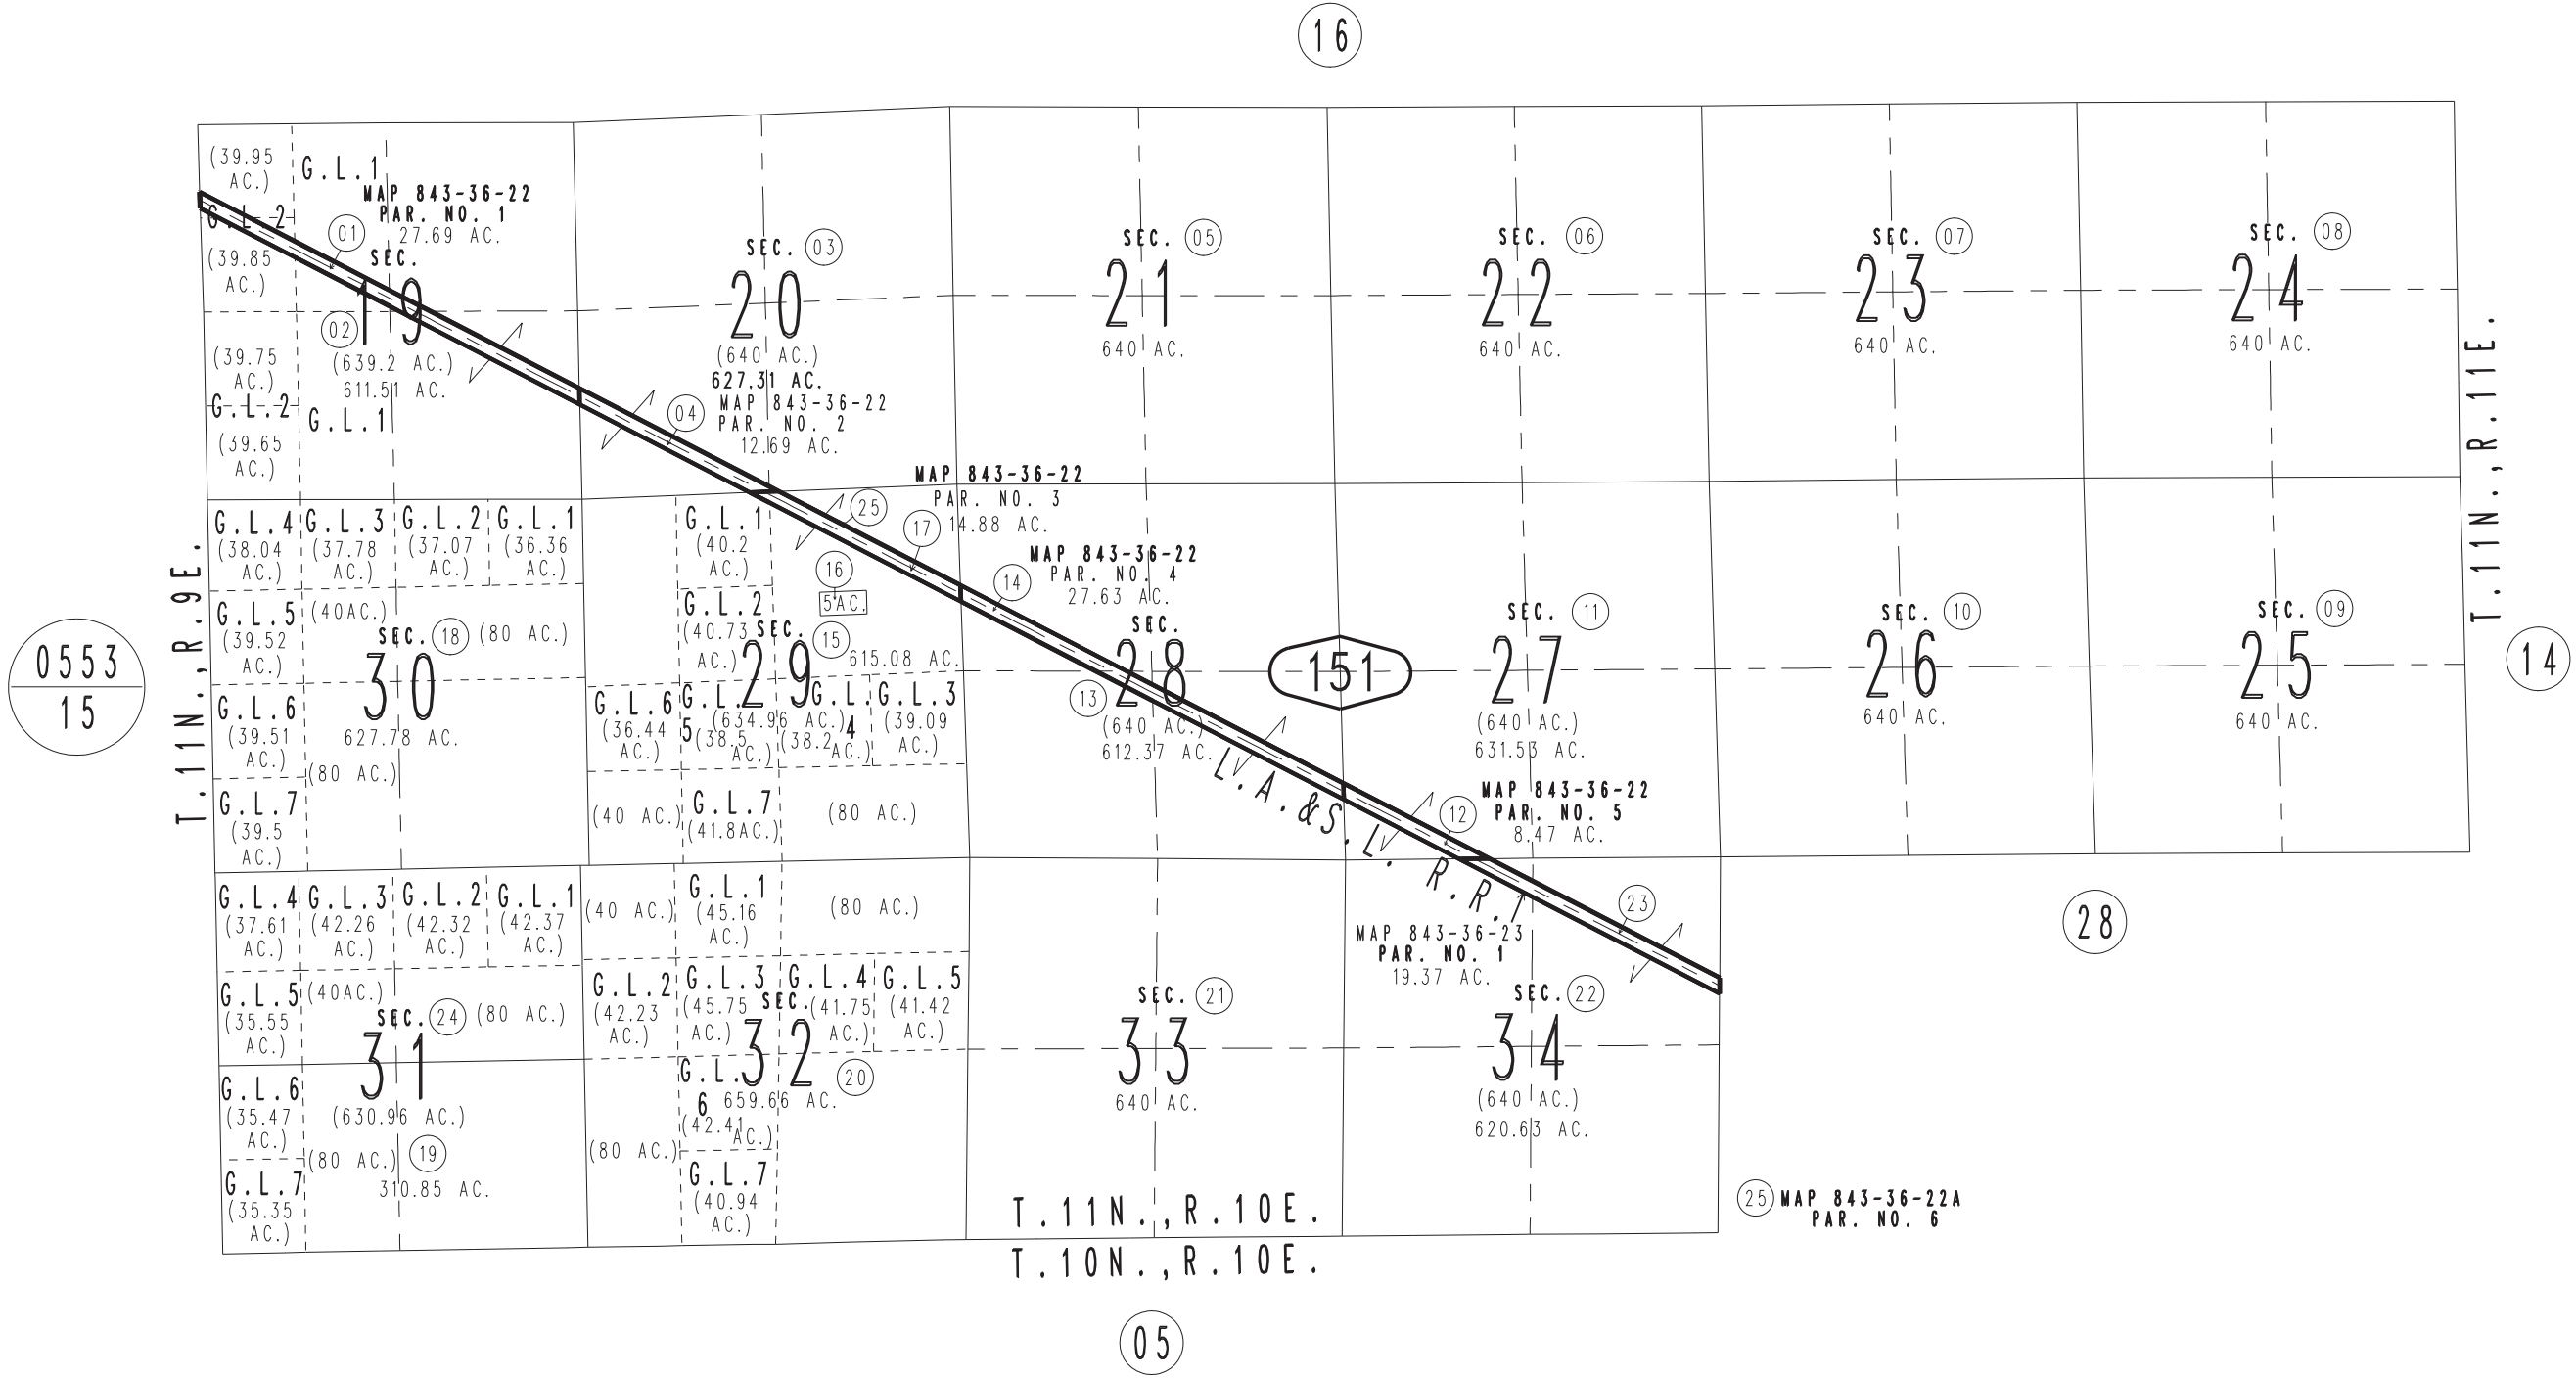 16
(39.95
AC.)
G.L.1
MAP 843-36-22
PAR. NO. 1
27.69 AC.
G.L.2
01
(39.85
AC.)
SEC.
19
02
(639.2 AC.)
611.51 AC.
(39.75
AC.)
G.L.2
G.L.1
(39.65
AC.)
SEC. 03
20
(640 AC.)
627.31 AC.
04
MAP 843-36-22
PAR. NO. 2
12.69 AC.
SEC. 05
21
640 AC.
SEC. 06
22
640 AC.
SEC. 07
23
640 AC.
SEC. 08
24
640 AC.
T.11N.,R.11E.
T.11N.,R.9E.
0553
15
14
G.L.4
(38.04
AC.)
G.L.3
(37.78
AC.)
G.L.2
(37.07
AC.)
G.L.1
(36.36
AC.)
G.L.5
(39.52
AC.)
(40AC.)
SEC. 18
(80 AC.)
30
627.78 AC.
G.L.6
(39.51
AC.)
(80 AC.)
G.L.7
(39.5
AC.)
MAP 843-36-22
PAR. NO. 3
14.88 AC.
25
17
G.L.1
(40.2
AC.)
16
5AC.
G.L.2
(40.73
AC.)
SEC. 15
29
615.08 AC.
(634.96 AC.)
G.L.6
(36.44
AC.)
G.L.
5
(38.5
AC.)
G.L.
4
(38.2
AC.)
G.L.3
(39.09
AC.)
(40 AC.)
G.L.7
(41.8AC.)
(80 AC.)
14
MAP 843-36-22
PAR. NO. 4
27.63 AC.
SEC.
28
13
(640 AC.)
612.37 AC.
151
L.A.&S.L. R.R.
SEC. 11
27
(640 AC.)
631.53 AC.
12
MAP 843-36-22
PAR. NO. 5
8.47 AC.
SEC. 10
26
640 AC.
SEC. 09
25
640 AC.
G.L.4
(37.61
AC.)
G.L.3
(42.26
AC.)
G.L.2
(42.32
AC.)
G.L.1
(42.37
AC.)
G.L.5
(35.55
AC.)
(40AC.)
SEC. 24
(80 AC.)
31
(630.96 AC.)
G.L.6
(35.47
AC.)
(80 AC.)
19
310.85 AC.
G.L.7
(35.35
AC.)
(40 AC.)
G.L.1
(45.16
AC.)
(80 AC.)
G.L.2
(42.23
AC.)
G.L.3
(45.75
AC.)
SEC.
G.L.4
(41.75
AC.)
G.L.5
(41.42
AC.)
32
20
G.L.
6
659.66 AC.
(42.41
AC.)
(80 AC.)
G.L.7
(40.94
AC.)
SEC. 21
33
640 AC.
MAP 843-36-23
PAR. NO. 1
19.37 AC.
23
SEC. 22
34
(640 AC.)
620.63 AC.
28
25 MAP 843-36-22A
PAR. NO. 6
T.11N.,R.10E.
T.10N.,R.10E.
05